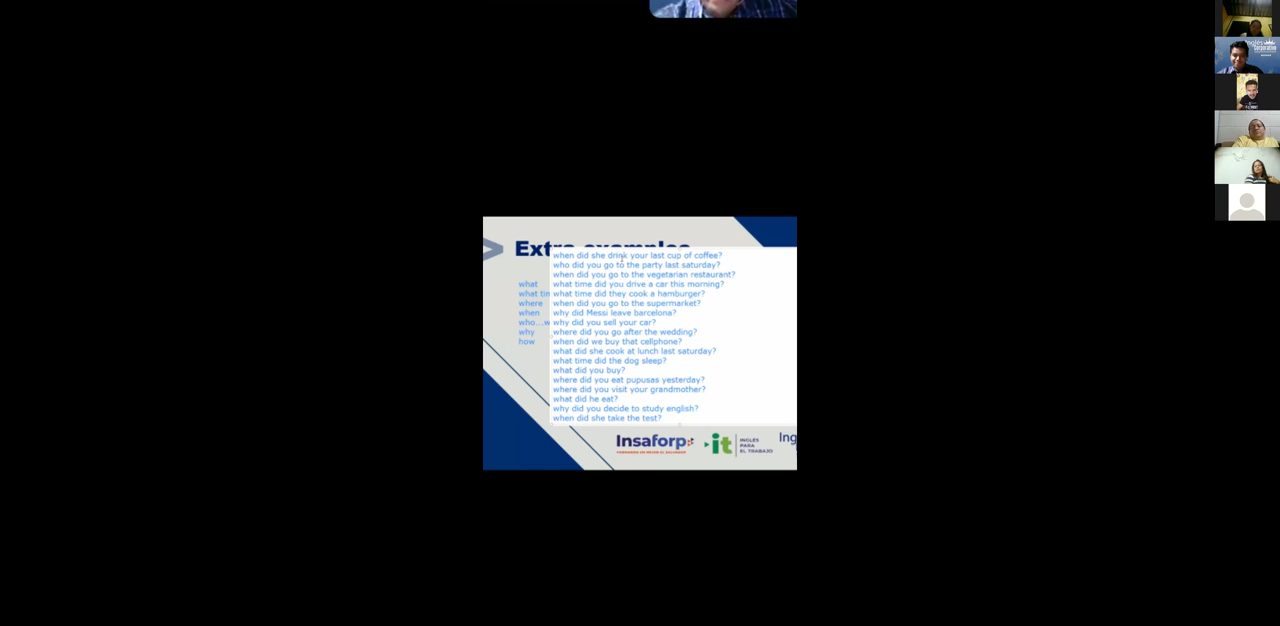 Inglés
Corporativo
> Extra examples
when did she drink your last cup of coffee?
who did you go to the party last saturday?
when did you go to the vegetarian restaurant?
what what time did you drive a car this morning?
what tin what time did they cook a hamburger?
where when did you go to the supermarket?
when why did Messi leave barcelona?
who...w why did you sell your car?
why where did you go after the wedding?
how when did we buy that cellphone?
what did she cook at lunch last saturday?
what time did the dog sleep?
what did you buy?
where did you eat pupusas yesterday?
where did you visit your grandmother?
what did he eat?
why did you decide to study english?
when did she take the test?
Insaforp
it
INGLÉS
PARA
EL TRABAJO
Ing